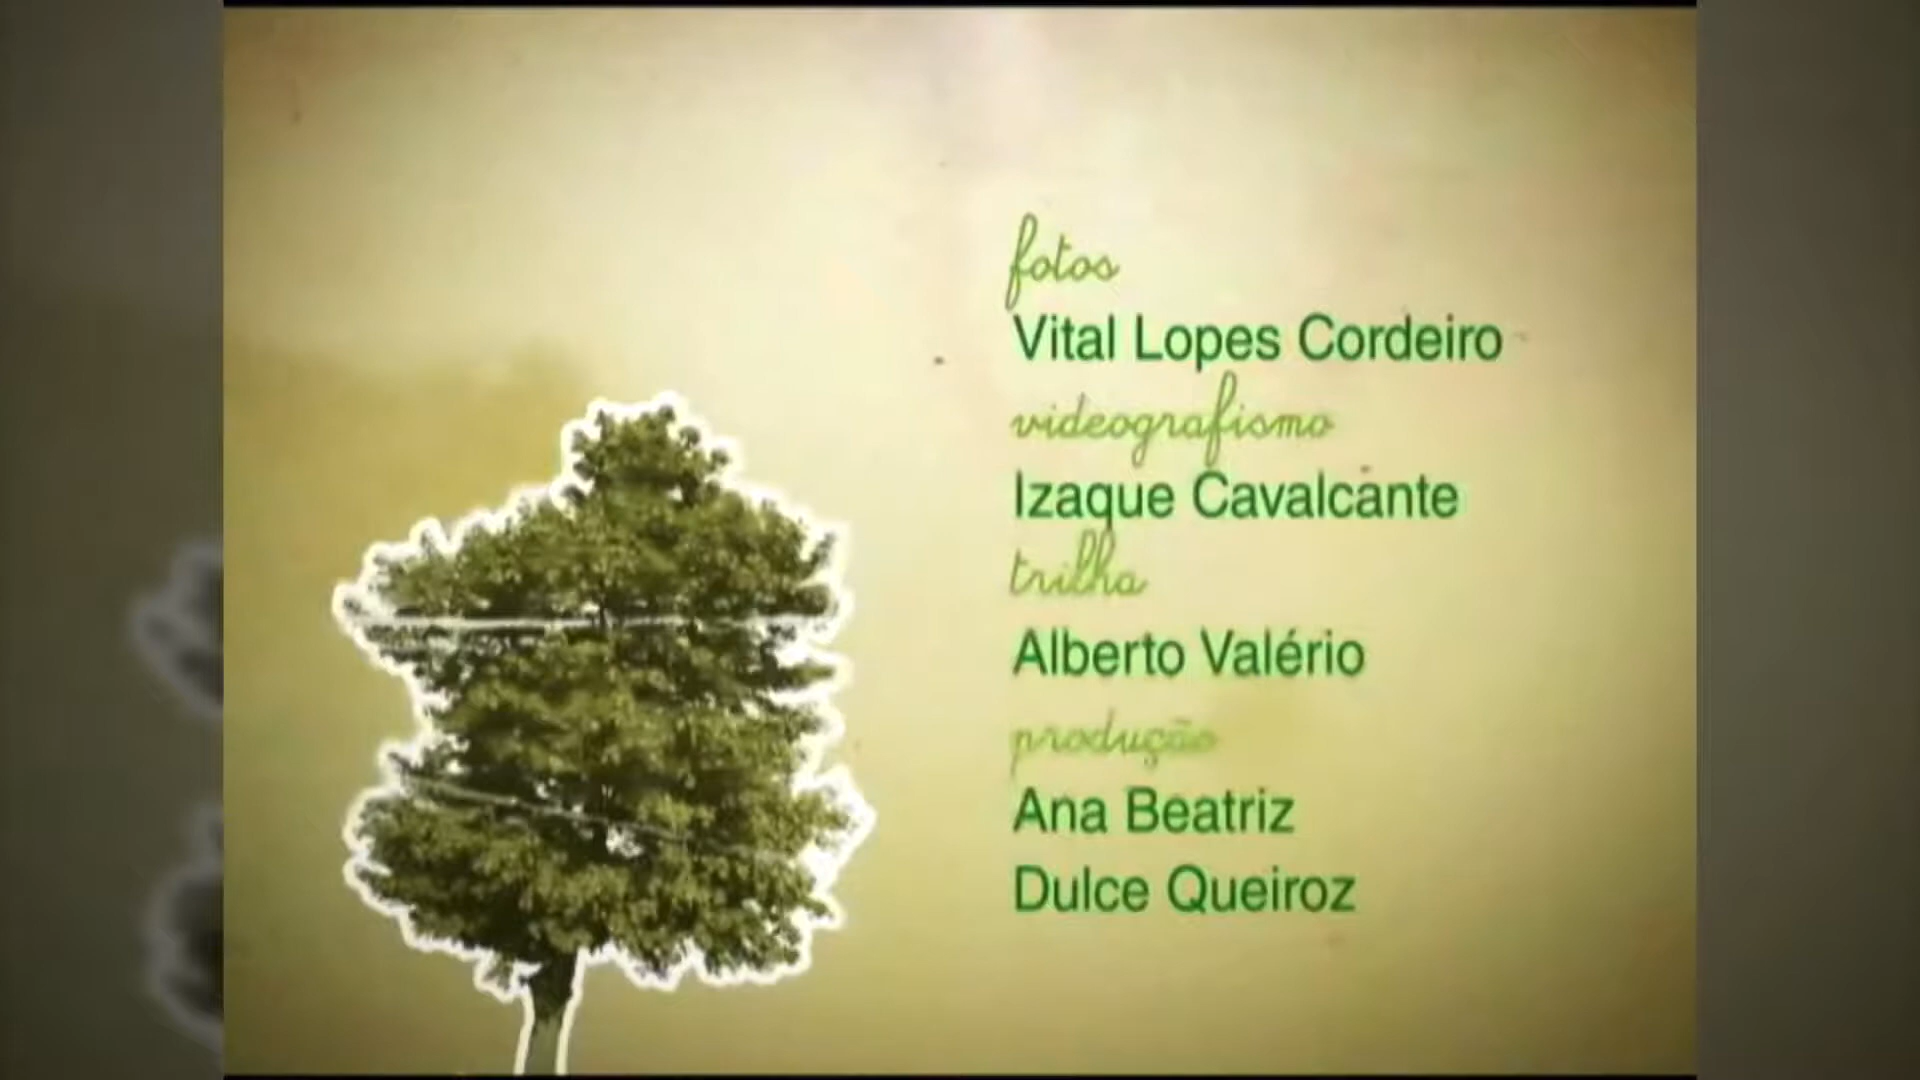 fotos
Vital Lopes Cordeiro
videografismo
Izaque Cavalcante
trilha
Alberto Valério
produção
Ana Beatriz
Dulce Queiroz